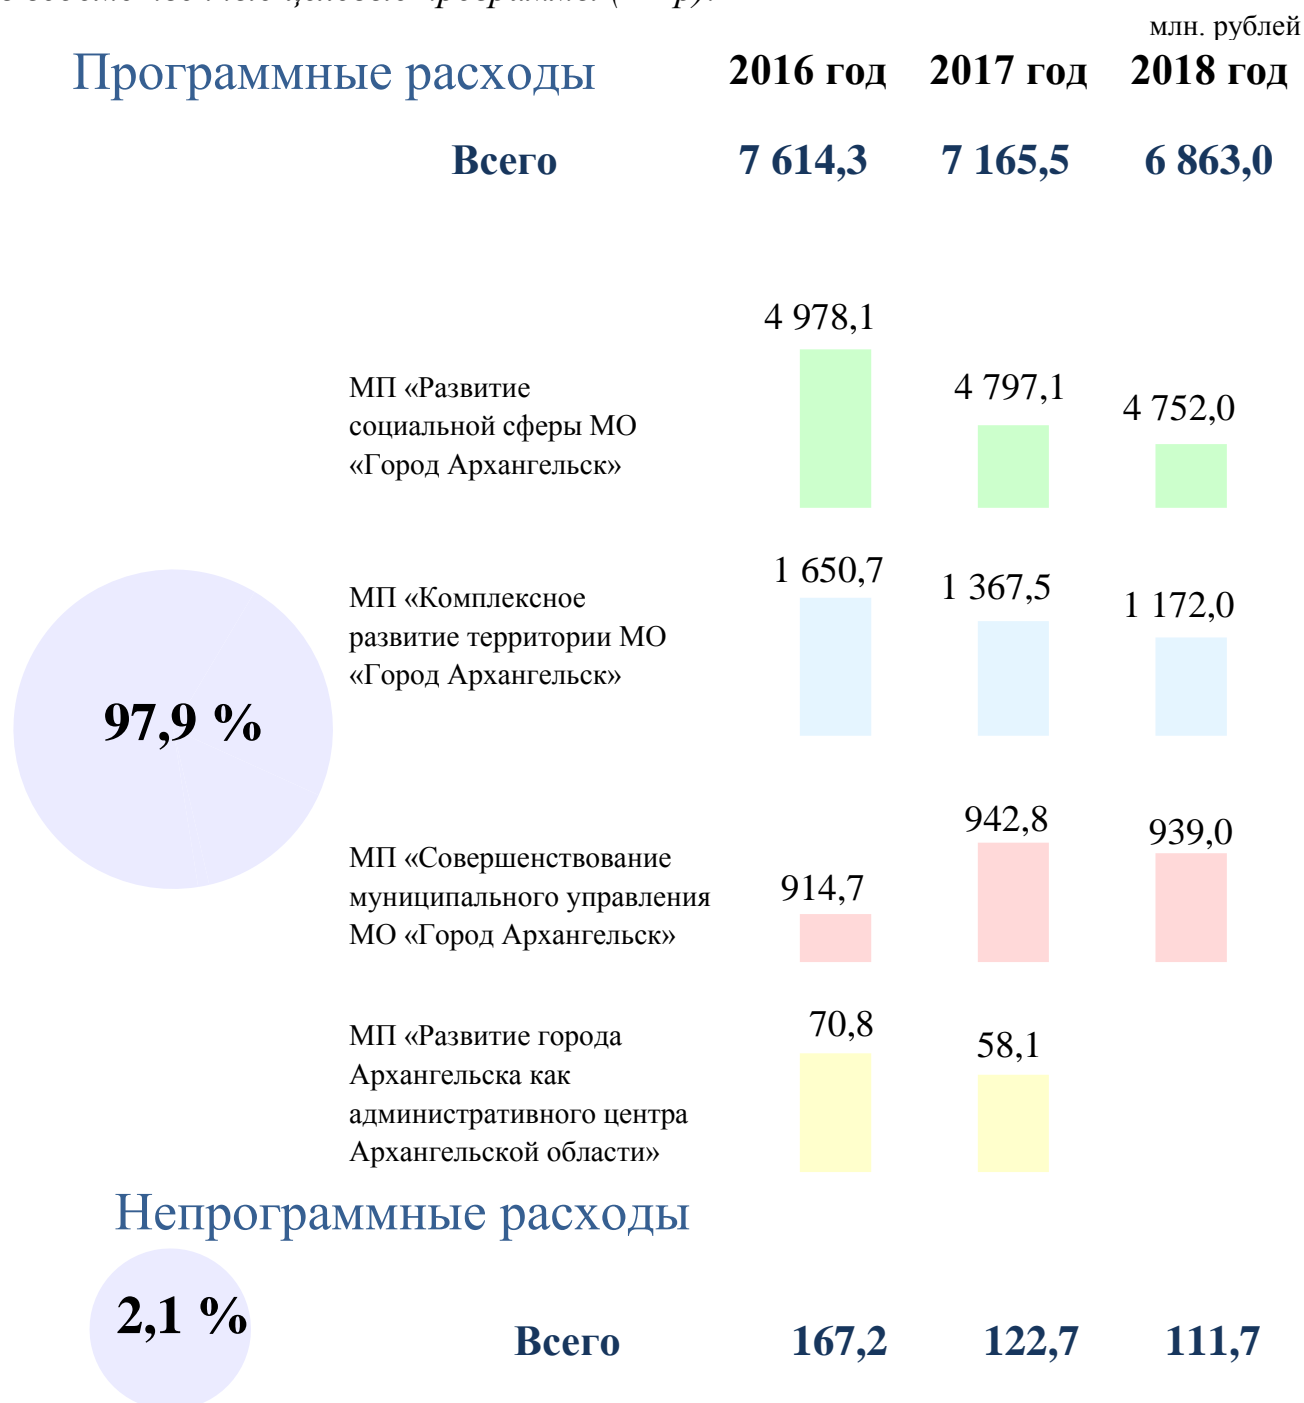 млн. рублей
Программные расходы 2016 год 2017 год 2018 год
Всего 7 614,3 7 165,5 6 863,0
4 978,1
МП «Развитие
социальной сферы МО
«Город Архангельск»
4 797,1
4 752,0
1 650,7
1 367,5
1 172,0
МП «Комплексное
развитие территории МО
«Город Архангельск»
97,9 %
942,8
939,0
914,7
МП «Совершенствование
муниципального управления
МО «Город Архангельск»
70,8
58,1
МП «Развитие города
Архангельска как
административного центра
Архангельской области»
Непрограммные расходы
2,1 %
Всего 167,2 122,7 111,7